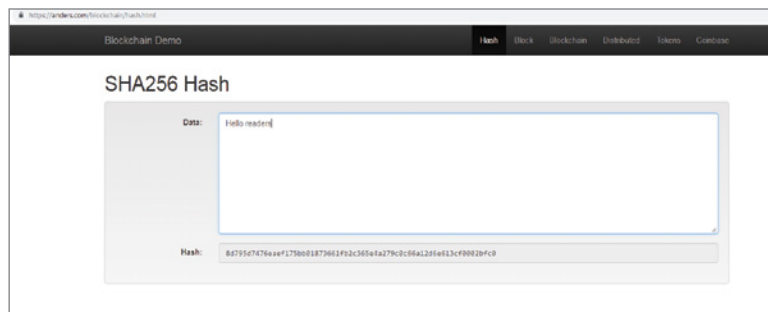 https://anders.com/blockchain/hash.html
Blockchain Demo
Hash Block Blockchain Distributed Tokens Coinbase
SHA256 Hash
Data:
Hello readers
Hash: